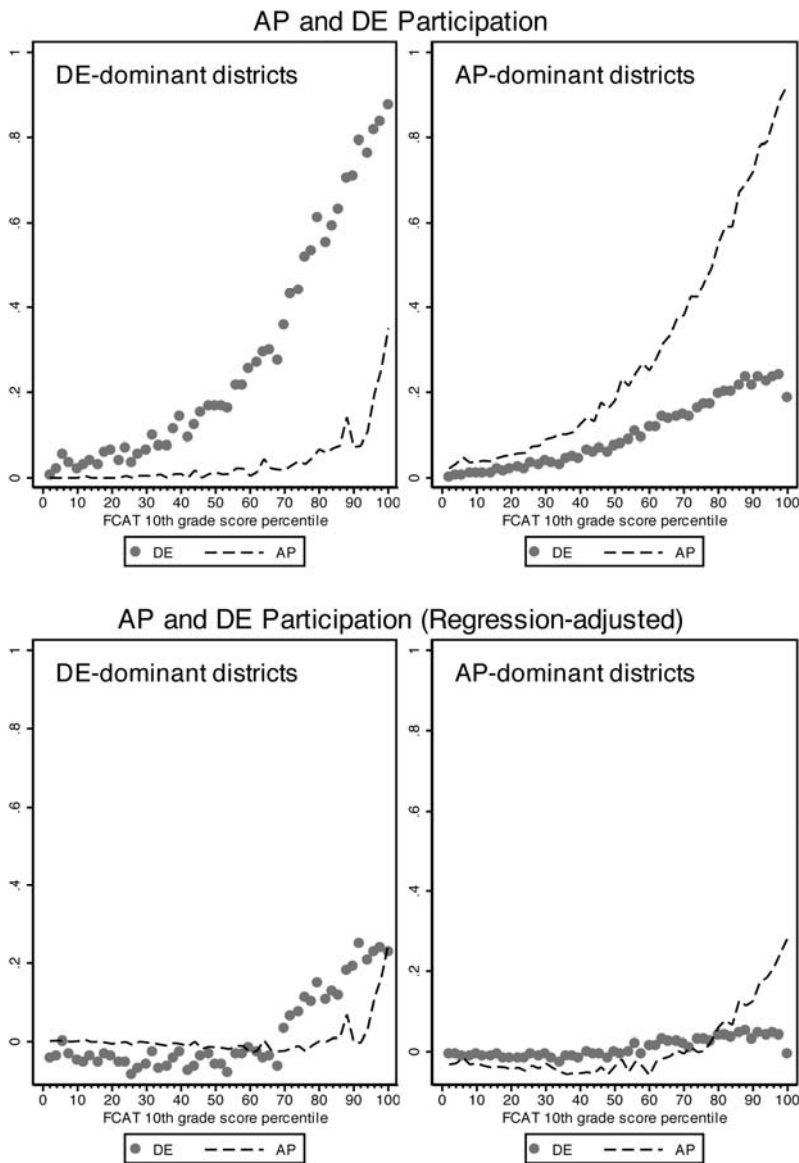 AP and DE Participation
DE-dominant districts
1
.8
.6
.4
.2
0
0 10 20 30 40 50 60 70 80 90 100
FCAT 10th grade score percentile
DE AP
AP-dominant districts
1
.8
.6
.4
.2
0
0 10 20 30 40 50 60 70 80 90 100
FCAT 10th grade score percentile
DE AP
AP and DE Participation (Regression-adjusted)
DE-dominant districts
1
.8
.6
.4
.2
0
0 10 20 30 40 50 60 70 80 90 100
FCAT 10th grade score percentile
DE AP
AP-dominant districts
1
.8
.6
.4
.2
0
0 10 20 30 40 50 60 70 80 90 100
FCAT 10th grade score percentile
DE AP